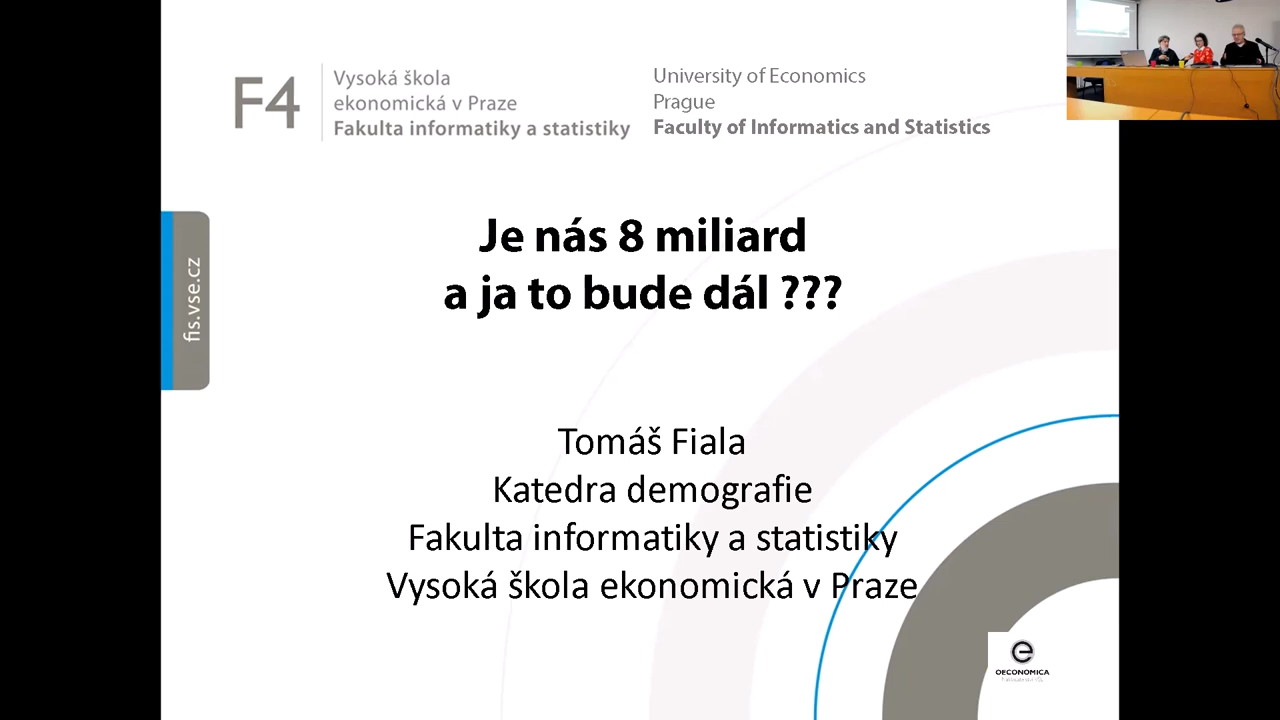 F4
Vysoká škola
ekonomická v Praze
Fakulta informatiky a statistiky
University of Economics
Prague
Faculty of Informatics and Statistics
fis.vse.cz
Je nás 8 miliard
a ja to bude dál ???
Tomáš Fiala
Katedra demografie
Fakulta informatiky a statistiky
Vysoká škola ekonomická v Praze
OECONOMICA